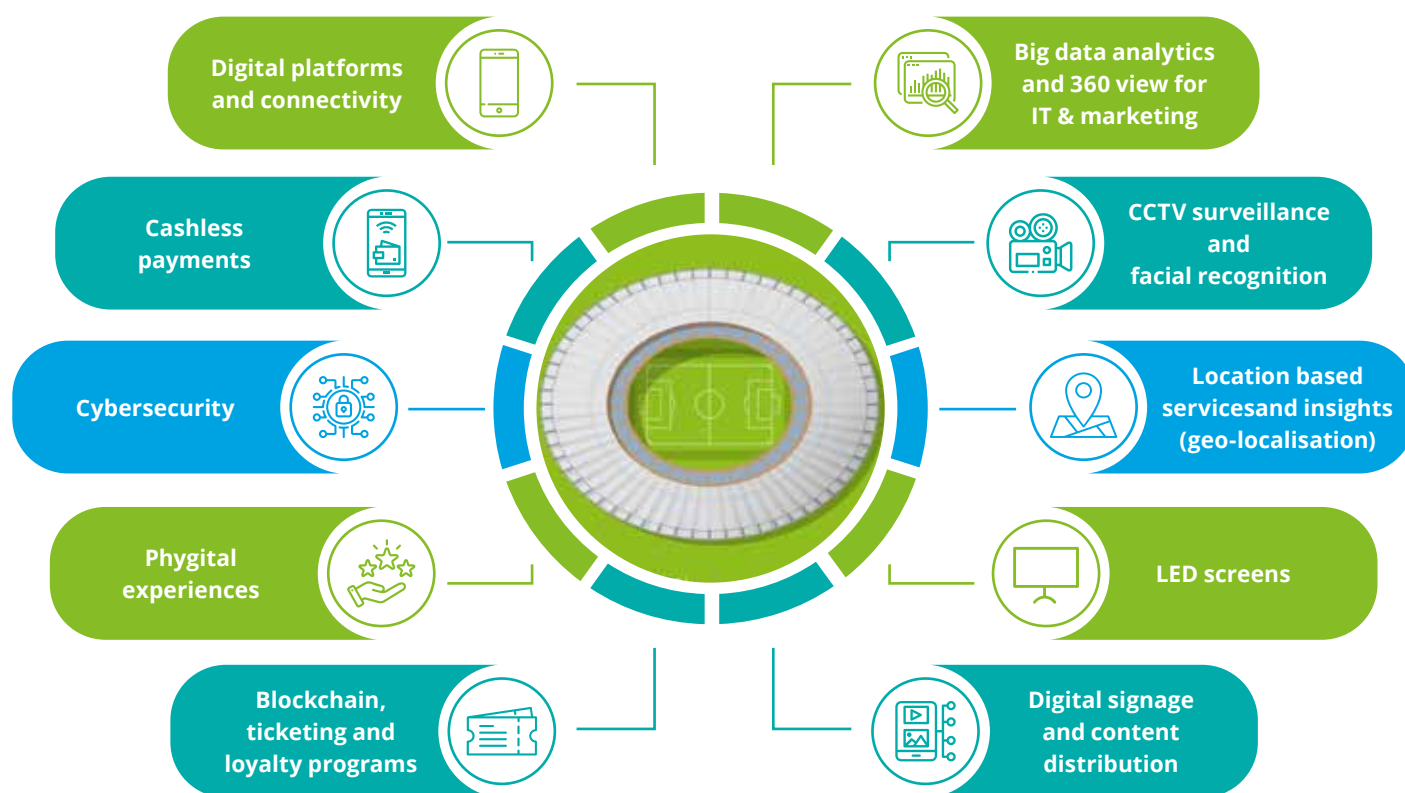 Digital platforms
and connectivity
Big data analytics
and 360 view for
IT & marketing
Cashless
payments
CCTV surveillance
and
facial recognition
Cybersecurity
Location based
servicesand insights
(geo-localisation)
Phygital
experiences
LED screens
Blockchain,
ticketing and
loyalty programs
Digital signage
and content
distribution